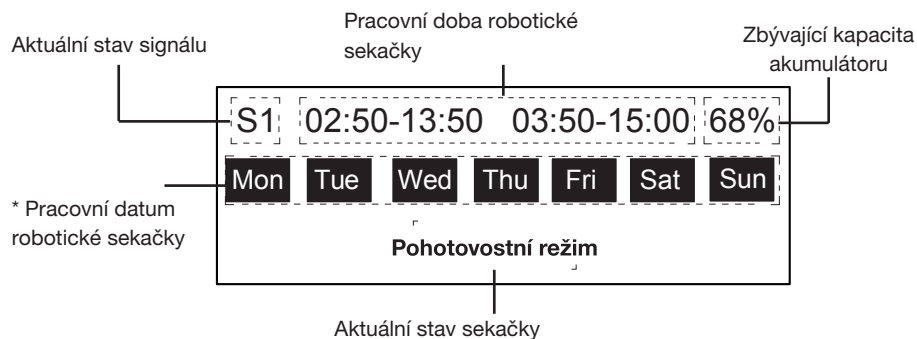 Pracovní doba robotické
sekačky
Aktuální stav signálu
Zbývající kapacita
akumulátoru
S1 02:50-13:50 03:50-15:00 68%
Mon Tue Wed Thu Fri Sat Sun
* Pracovní datum
robotické sekačky
Pohotovostní režim
Aktuální stav sekačky